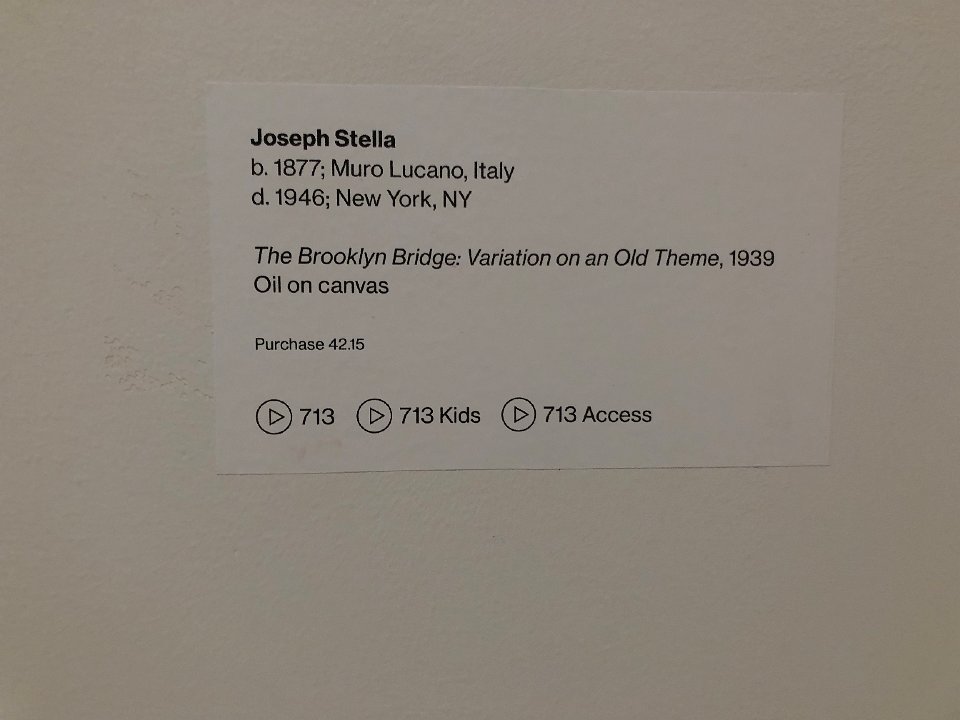 Joseph Stella
b. 1877; Muro Lucano, Italy
d. 1946; New York, NY
The Brooklyn Bridge: Variation on an Old Theme, 1939
Oil on canvas
Purchase 42.15
713 713 Kids 713 Access